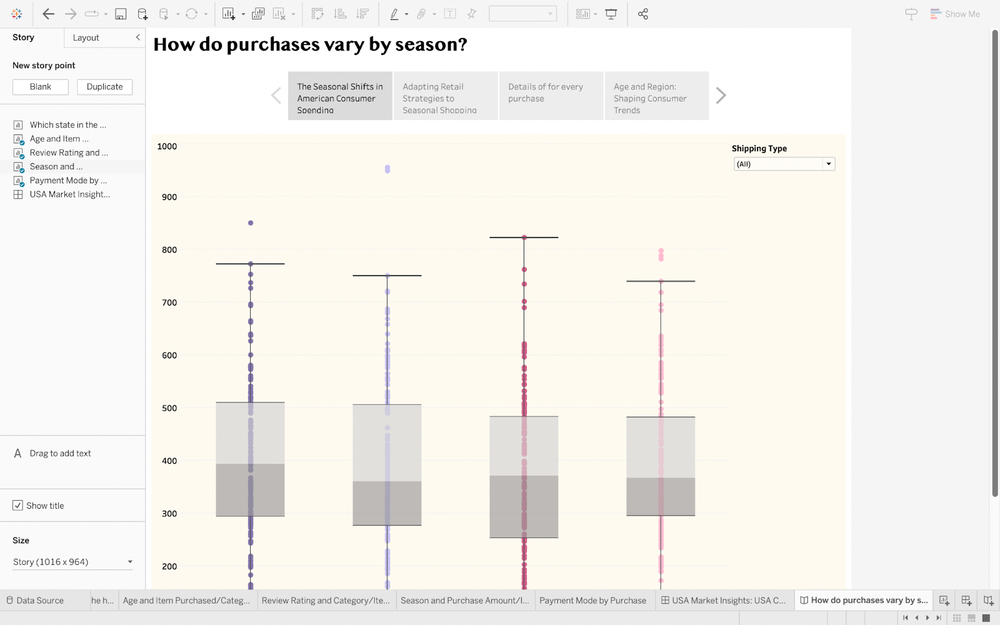 Show Me
Story
Layout
New story point
Blank
Duplicate
Which state in the ...
Age and Item ...
Review Rating and ...
Season and ...
Payment Mode by ...
USA Market Insight...
A Drag to add text
Show title
Size
Story (1016 x 964)
How do purchases vary by season?
The Seasonal Shifts in
American Consumer
Spending
Adapting Retail
Strategies to
Seasonal Shopping
Details of for every
purchase
Age and Region:
Shaping Consumer
Trends
Shipping Type
(All)
1000
900
800
700
600
500
400
300
200
Data Source
he h...
Age and Item Purchased/Categ...
Review Rating and Category/Ite...
Season and Purchase Amount/I...
Payment Mode by Purchase
USA Market Insights: USA C...
How do purchases vary by s...